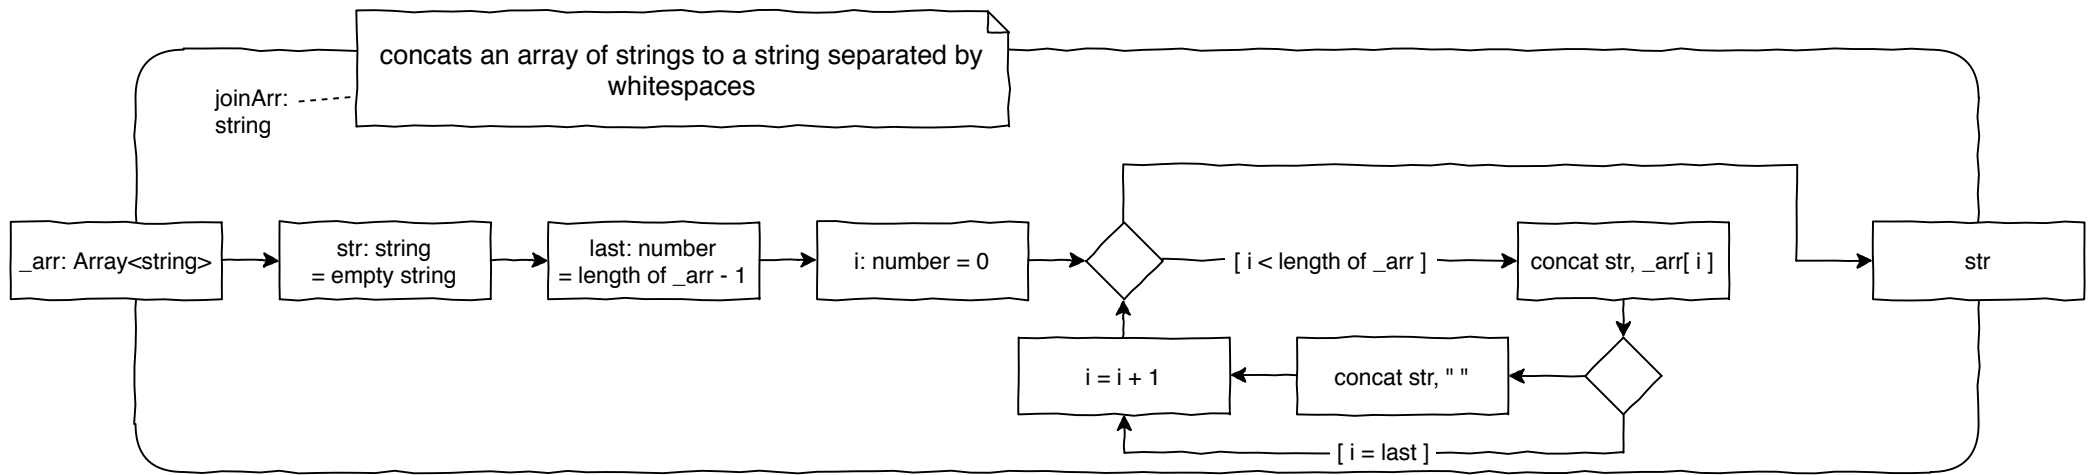 concats an array of strings to a string separated by
whitespaces
joinArr:
string
_arr: Array<string>
str: string
= empty string
last: number
= length of _arr - 1
i: number = 0
[ i < length of _arr ]
concat str, _arr[ i ]
str
i = i + 1
concat str, " "
[ i = last ]